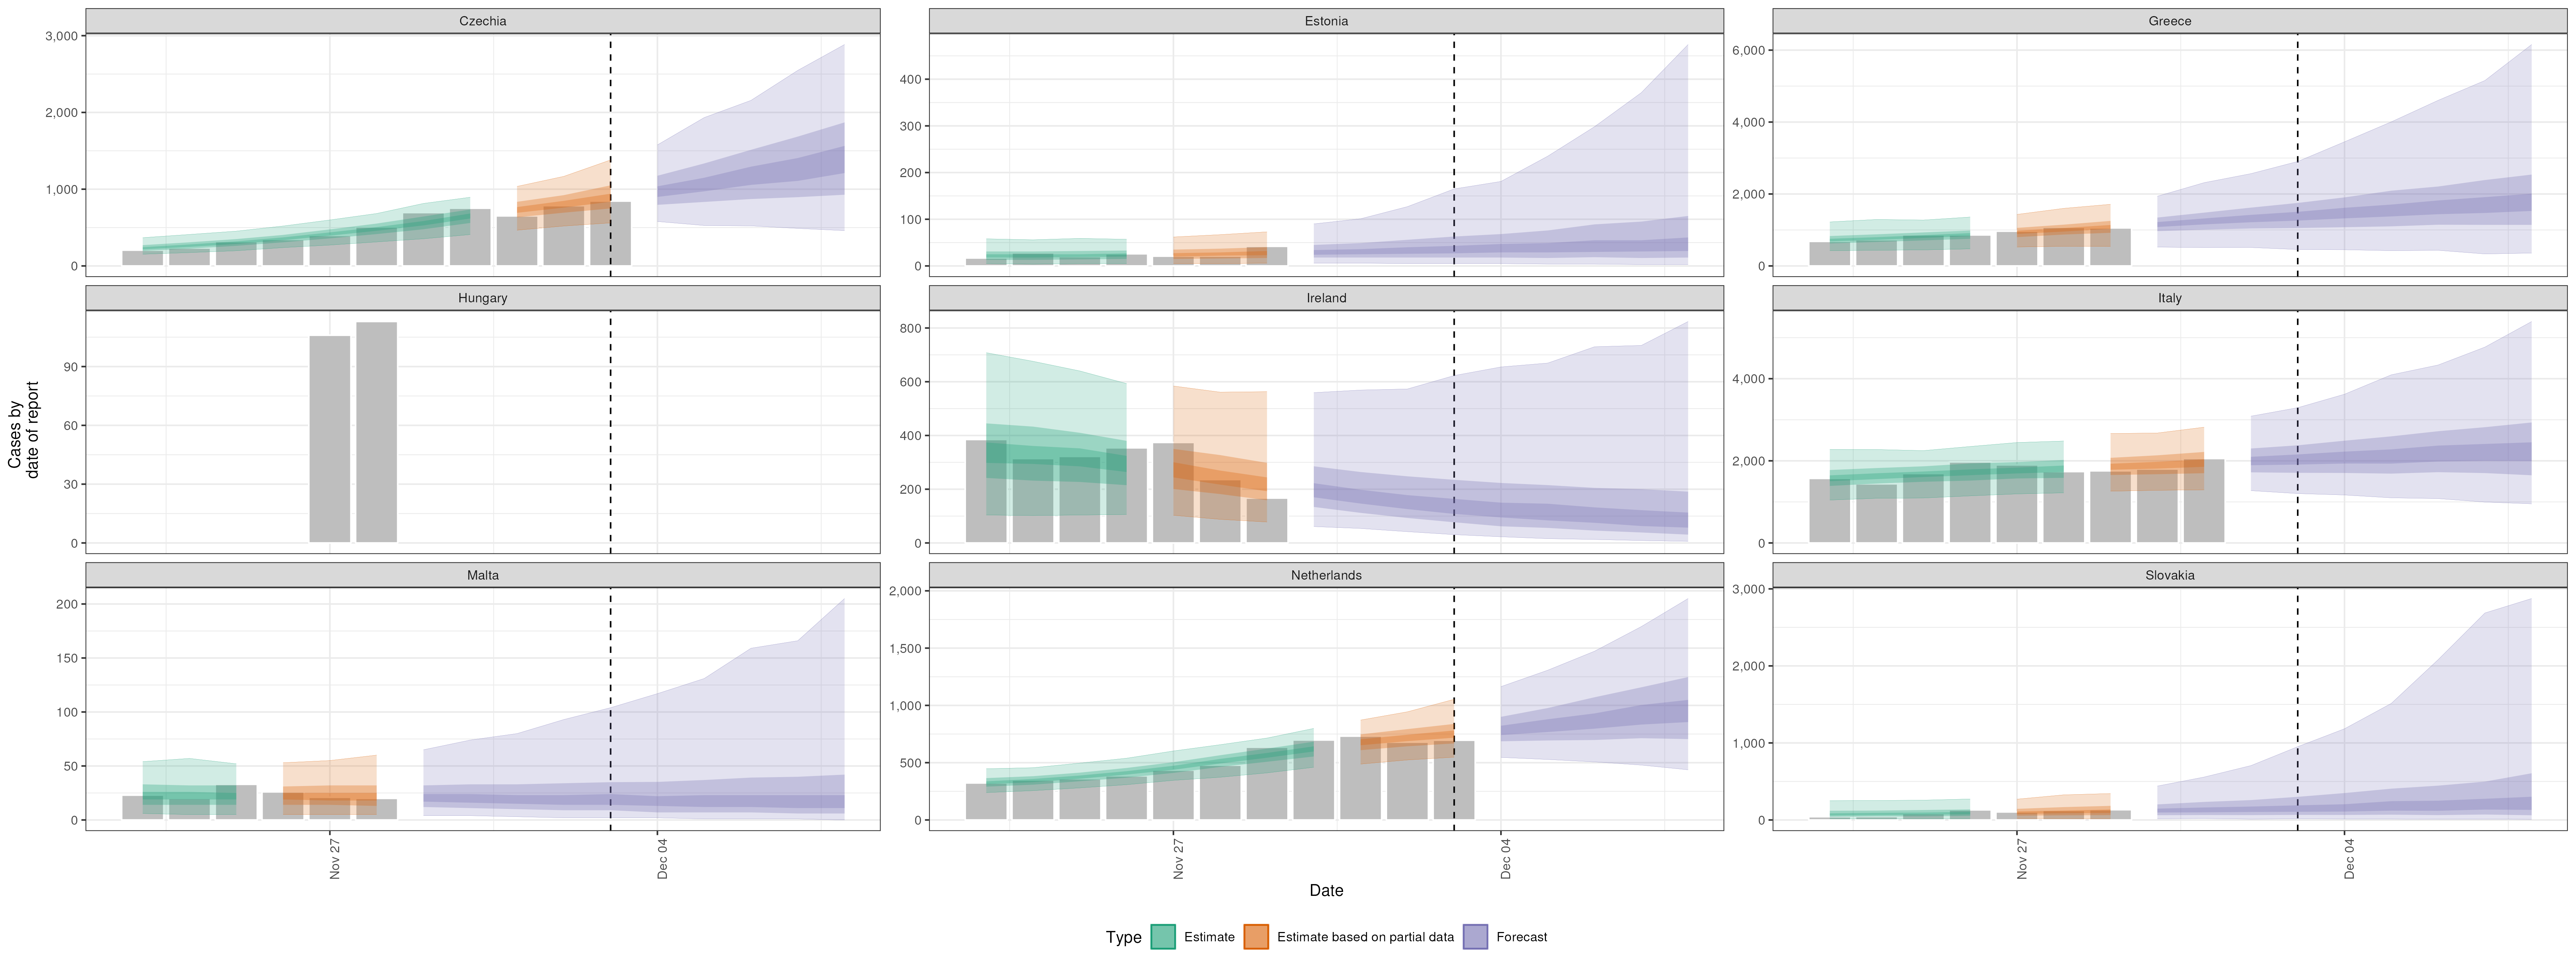 Czechia
Estonia
Greece
3,000
2,000
1,000
0
400
300
200
100
0
6,000
4,000
2,000
0
Hungary
Ireland
Italy
90
60
30
0
800
600
400
200
0
4,000
2,000
0
Malta
Netherlands
Slovakia
200
150
100
50
0
2,000
1,500
1,000
500
0
3,000
2,000
1,000
0
Cases by
date of report
Nov 27
Dec 04
Nov 27
Dec 04
Nov 27
Dec 04
Date
Type Estimate Estimate based on partial data Forecast